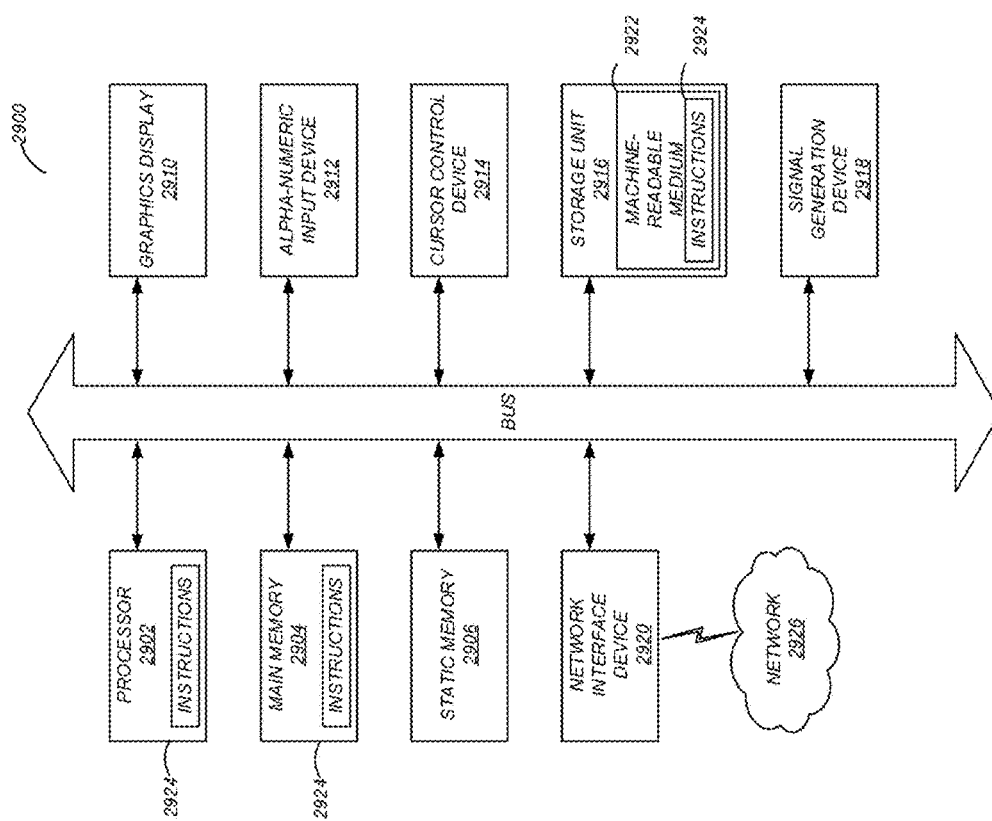 2900
PROCESSOR
2902
INSTRUCTIONS
2924
MAIN MEMORY
2904
INSTRUCTIONS
2924
STATIC MEMORY
2906
NETWORK
INTERFACE
DEVICE
2920
NETWORK
2926
BUS
GRAPHICS DISPLAY
2910
ALPHA-NUMERIC
INPUT DEVICE
2912
CURSOR CONTROL
DEVICE
2914
STORAGE UNIT
2916
MACHINE-
READABLE
MEDIUM
INSTRUCTIONS
2922
2924
SIGNAL
GENERATION
DEVICE
2918